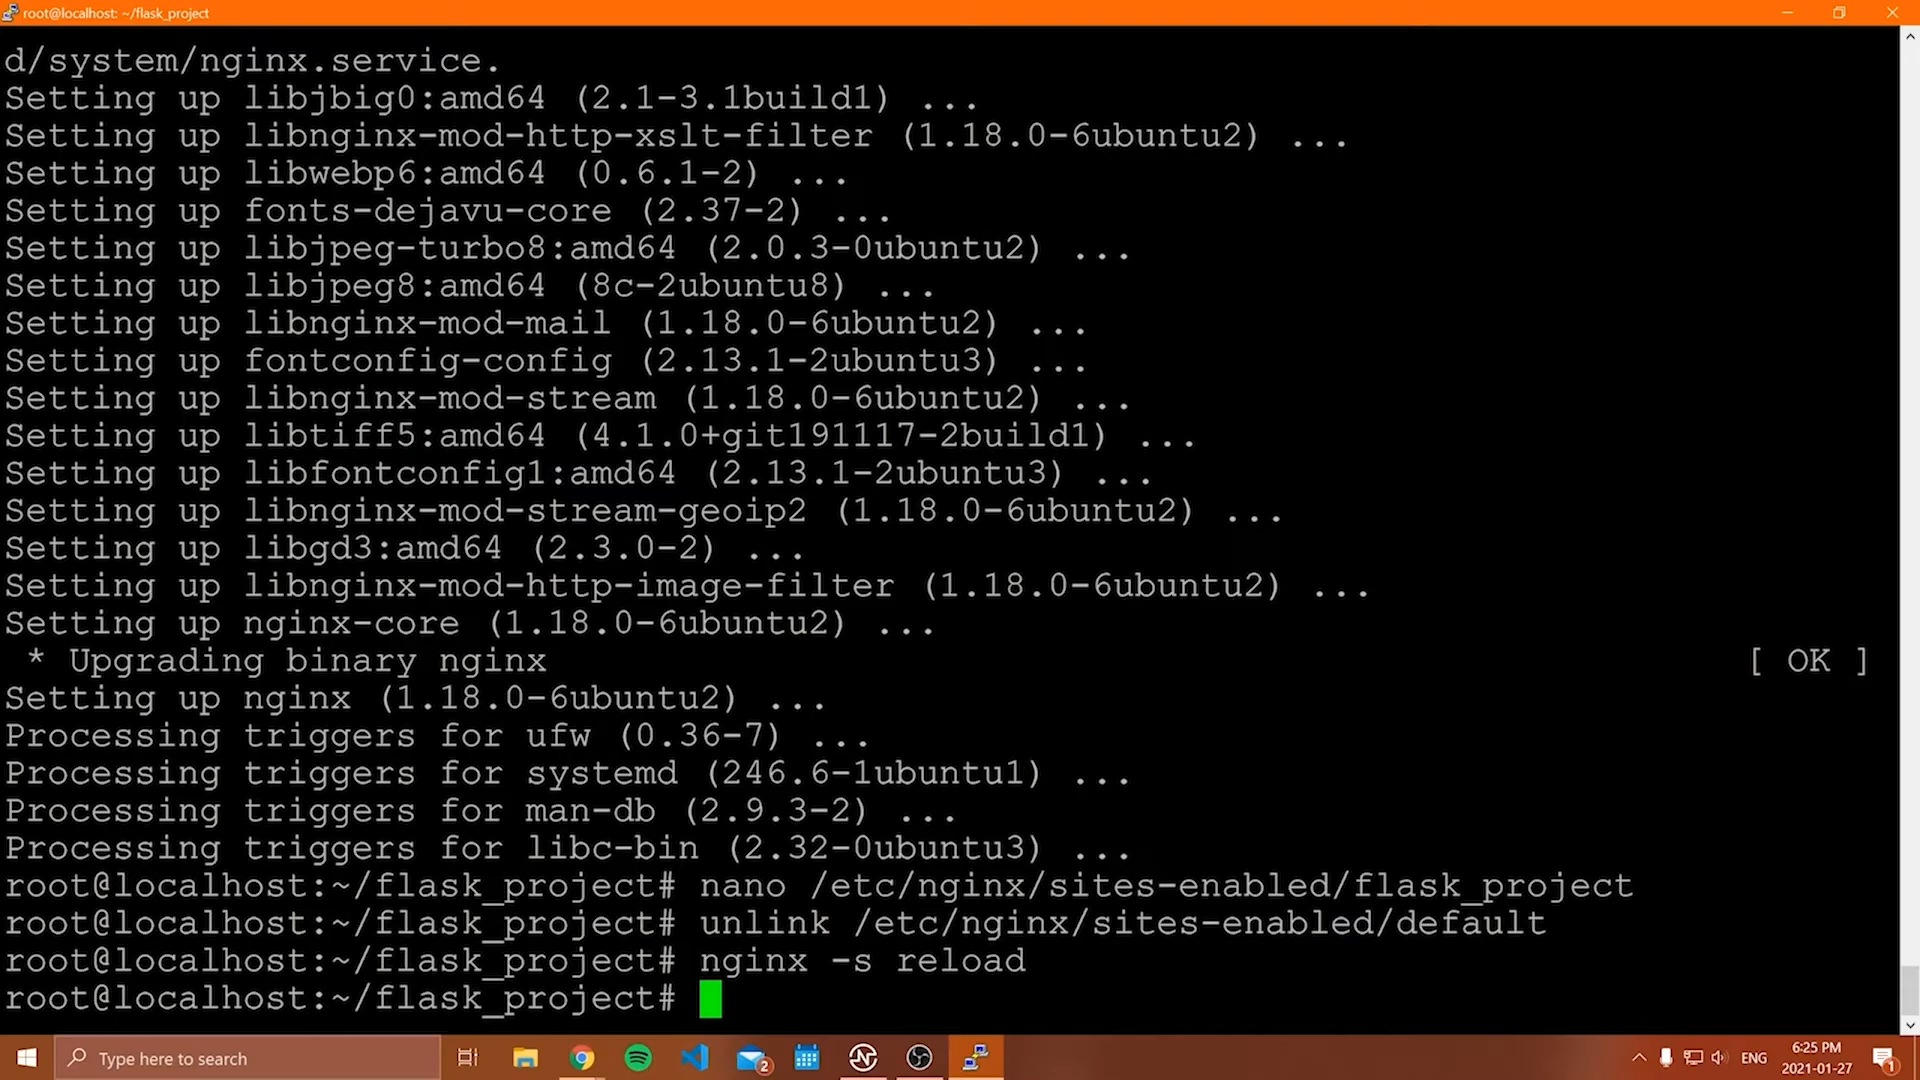 root@localhost: ~/flask_project
d/system/nginx.service.
Setting up libjbig0:amd64 (2.1-3.1build1) ...
Setting up libnginx-mod-http-xslt-filter (1.18.0-6ubuntu2) ...
Setting up libwebp6:amd64 (0.6.1-2) ...
Setting up fonts-dejavu-core (2.37-2) ...
Setting up libjpeg-turbo8:amd64 (2.0.3-0ubuntu2) ...
Setting up libjpeg8:amd64 (8c-2ubuntu8) ...
Setting up libnginx-mod-mail (1.18.0-6ubuntu2) ...
Setting up fontconfig-config (2.13.1-2ubuntu3) ...
Setting up libnginx-mod-stream (1.18.0-6ubuntu2) ...
Setting up libtiff5:amd64 (4.1.0+git191117-2build1) ...
Setting up libfontconfig1:amd64 (2.13.1-2ubuntu3) ...
Setting up libnginx-mod-stream-geoip2 (1.18.0-6ubuntu2) ...
Setting up libgd3:amd64 (2.3.0-2) ...
Setting up libnginx-mod-http-image-filter (1.18.0-6ubuntu2) ...
Setting up nginx-core (1.18.0-6ubuntu2) ...
* Upgrading binary nginx [ OK ]
Setting up nginx (1.18.0-6ubuntu2) ...
Processing triggers for ufw (0.36-7) ...
Processing triggers for systemd (246.6-1ubuntu1) ...
Processing triggers for man-db (2.9.3-2) ...
Processing triggers for libc-bin (2.32-0ubuntu3) ...
root@localhost:~/flask_project# nano /etc/nginx/sites-enabled/flask_project
root@localhost:~/flask_project# unlink /etc/nginx/sites-enabled/default
root@localhost:~/flask_project# nginx -s reload
root@localhost:~/flask_project#
Type here to search
2
ENG
6:25 PM
2021-01-27
1